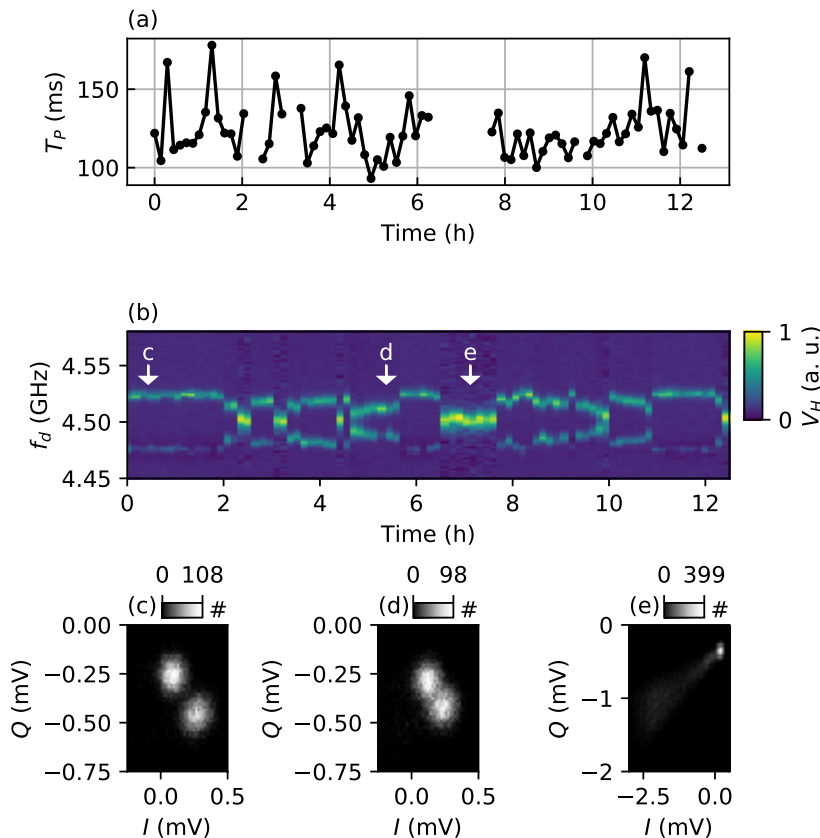 (a)
T_P (ms)
150
100
0 2 4 6 8 10 12
Time (h)
(b)
f_d (GHz)
4.55
4.50
4.45
c d e
1
0
V_H (a. u.)
0 2 4 6 8 10 12
Time (h)
0 108
(c) #
0.00
−0.25
−0.50
−0.75
Q (mV)
0.0 0.5
I (mV)
0 98
(d) #
0.00
−0.25
−0.50
−0.75
Q (mV)
0.0 0.5
I (mV)
0 399
(e) #
0
−1
−2
Q (mV)
−2.5 0.0
I (mV)